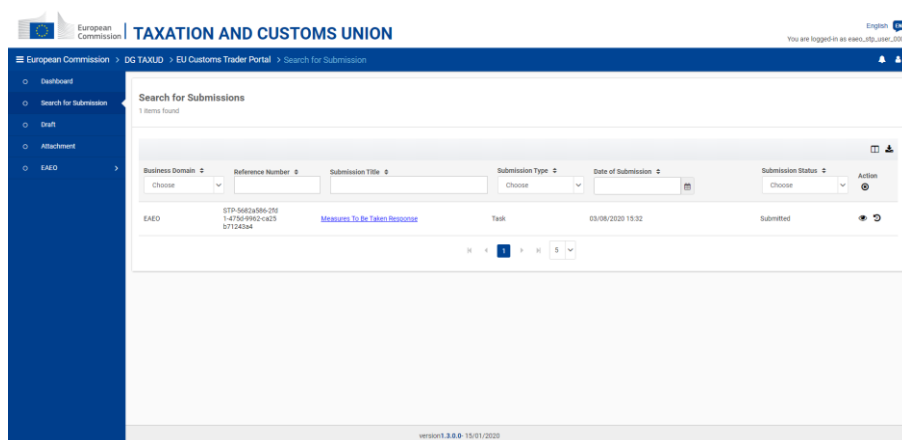 European
Commission
TAXATION AND CUSTOMS UNION
English EN
You are logged-in as eaeo_stp_user_00
European Commission > DG TAXUD > EU Customs Trader Portal > Search for Submission
Dashboard
Search for Submission
Draft
Attachment
EAEO
Search for Submissions
1 items found
Business Domain Reference Number Submission Title Submission Type Date of Submission Submission Status Action
Choose Choose Choose
EAEO STP-5682a586-2fd Measures To Be Taken Response Task 03/08/2020 15:32 Submitted
1-475d-9962-ca25
b71243a4
1 5
version1.3.0.0- 15/01/2020